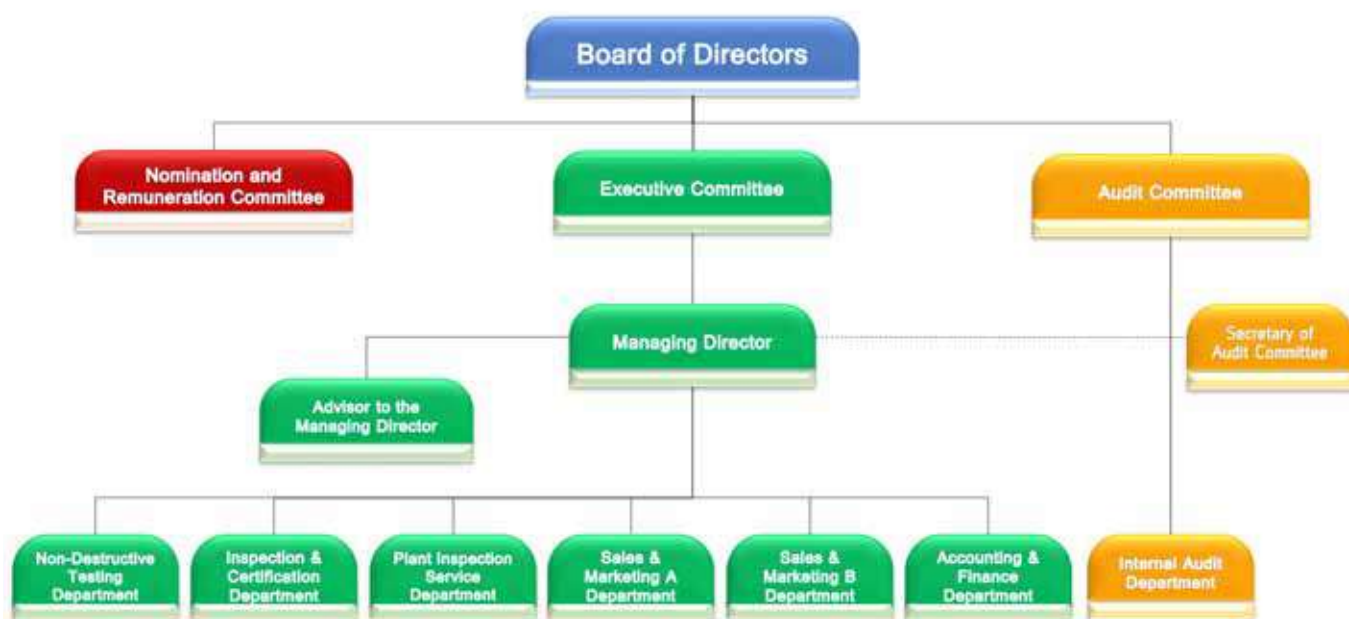 Board of Directors
Nomination and
Remuneration Committee
Executive Committee
Audit Committee
Managing Director
Secretary of
Audit Committee
Advisor to the
Managing Director
Non-Destructive
Testing
Department
Inspection &
Certification
Department
Plant Inspection
Service
Department
Sales &
Marketing A
Department
Sales &
Marketing B
Department
Accounting &
Finance
Department
Internal Audit
Department